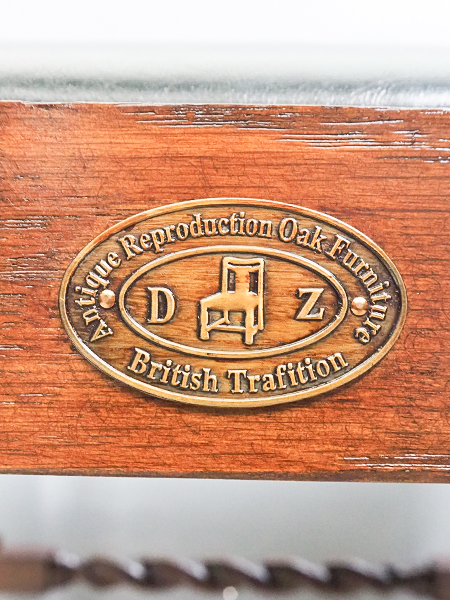 Antique Reproduction Oak Furniture
D Z
British Trafition